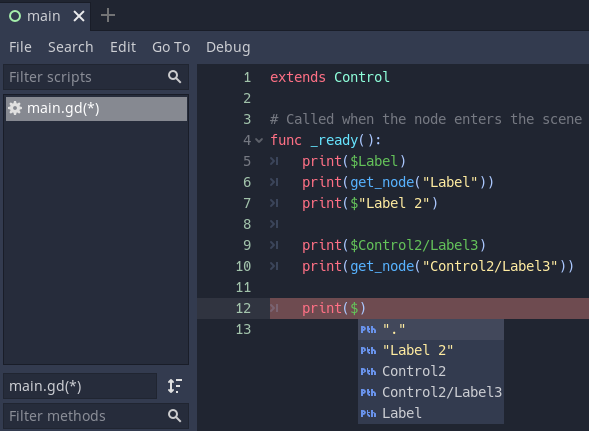 main
File Search Edit Go To Debug
Filter scripts
main.gd(*)
main.gd(*)
Filter methods
1 extends Control
2
3 # Called when the node enters the scene
4 func _ready():
5 print($Label)
6 print(get_node("Label"))
7 print($"Label 2")
8
9 print($Control2/Label3)
10 print(get_node("Control2/Label3"))
11
12 print($)
13
Pth "."
Pth "Label 2"
Pth Control2
Pth Control2/Label3
Pth Label